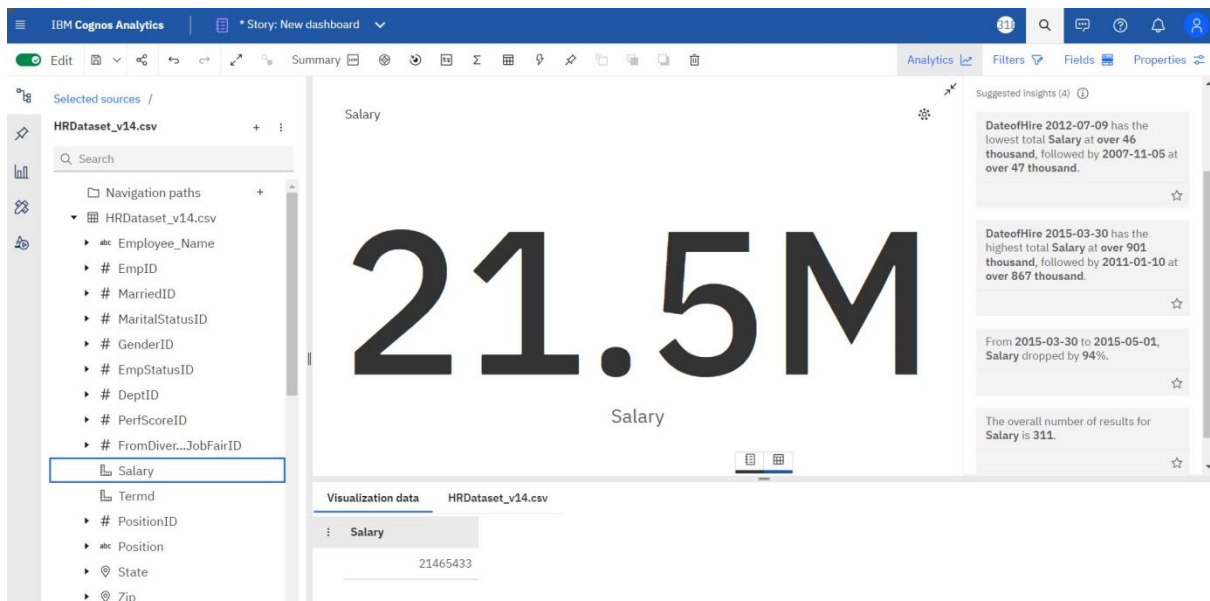 IBM Cognos Analytics
* Story: New dashboard
Edit
Summary
Analytics
Filters
Fields
Properties
Selected sources /
HRDataset_v14.csv
Search
Navigation paths
HRDataset_v14.csv
abc Employee_Name
# EmpID
# MarriedID
# MaritalStatusID
# GenderID
# EmpStatusID
# DeptID
# PerfScoreID
# FromDiver...JobFairID
Salary
Termd
# PositionID
abc Position
State
Zip
Salary
21.5M
Salary
Visualization data
HRDataset_v14.csv
Salary
21465433
Suggested insights (4)
DateofHire 2012-07-09 has the
lowest total Salary at over 46
thousand, followed by 2007-11-05 at
over 47 thousand.
DateofHire 2015-03-30 has the
highest total Salary at over 901
thousand, followed by 2011-01-10 at
over 867 thousand.
From 2015-03-30 to 2015-05-01,
Salary dropped by 94%.
The overall number of results for
Salary is 311.